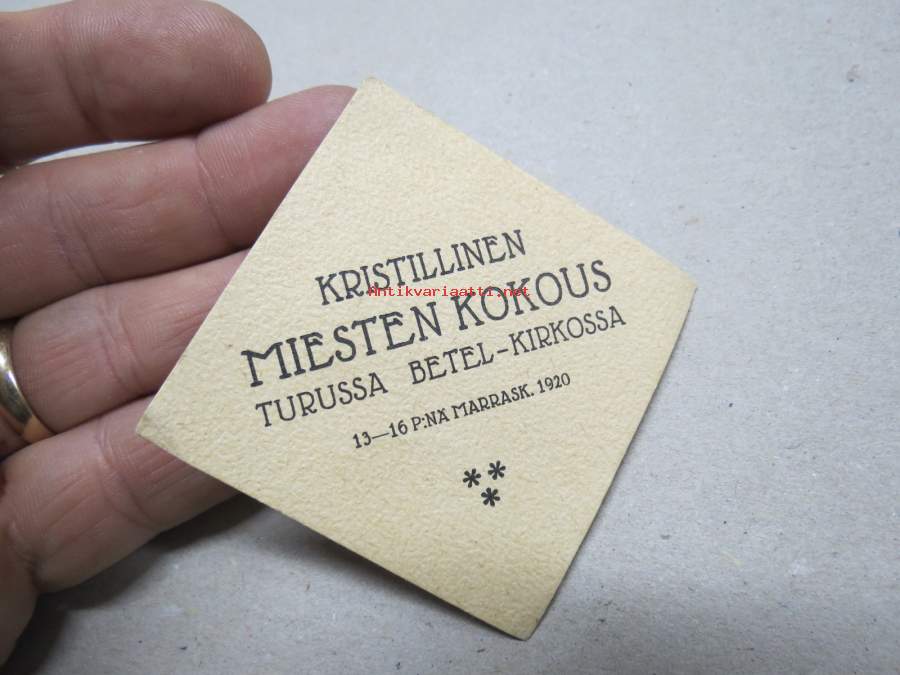 KRISTILLINEN
Antikvariaatti.net
MIESTEN KOKOUS
TURUSSA BETEL-KIRKOSSA
13—16 P:NÄ MARRASK. 1920
***